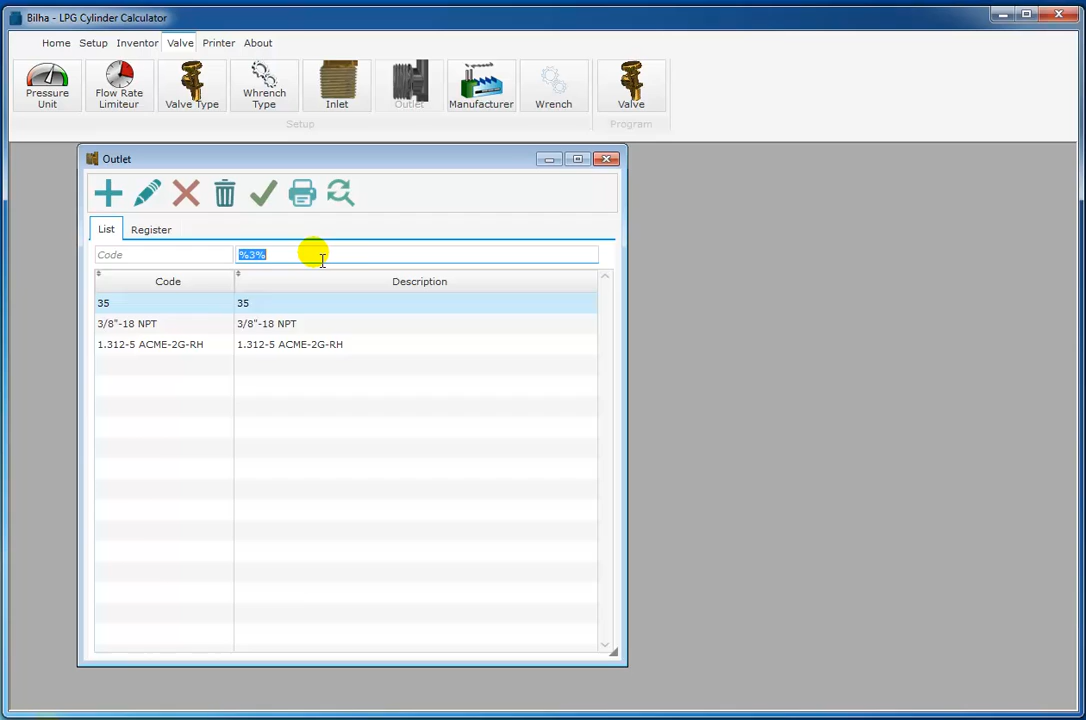 Bilha - LPG Cylinder Calculator
Home Setup Inventor Valve Printer About
Pressure Unit
Flow Rate Limiteur
Valve Type
Whrench Type
Inlet
Outlet
Manufacturer
Wrench
Valve
Setup
Program
Outlet
List Register
Code %3%
Code Description
35 35
3/8"-18 NPT 3/8"-18 NPT
1.312-5 ACME-2G-RH 1.312-5 ACME-2G-RH